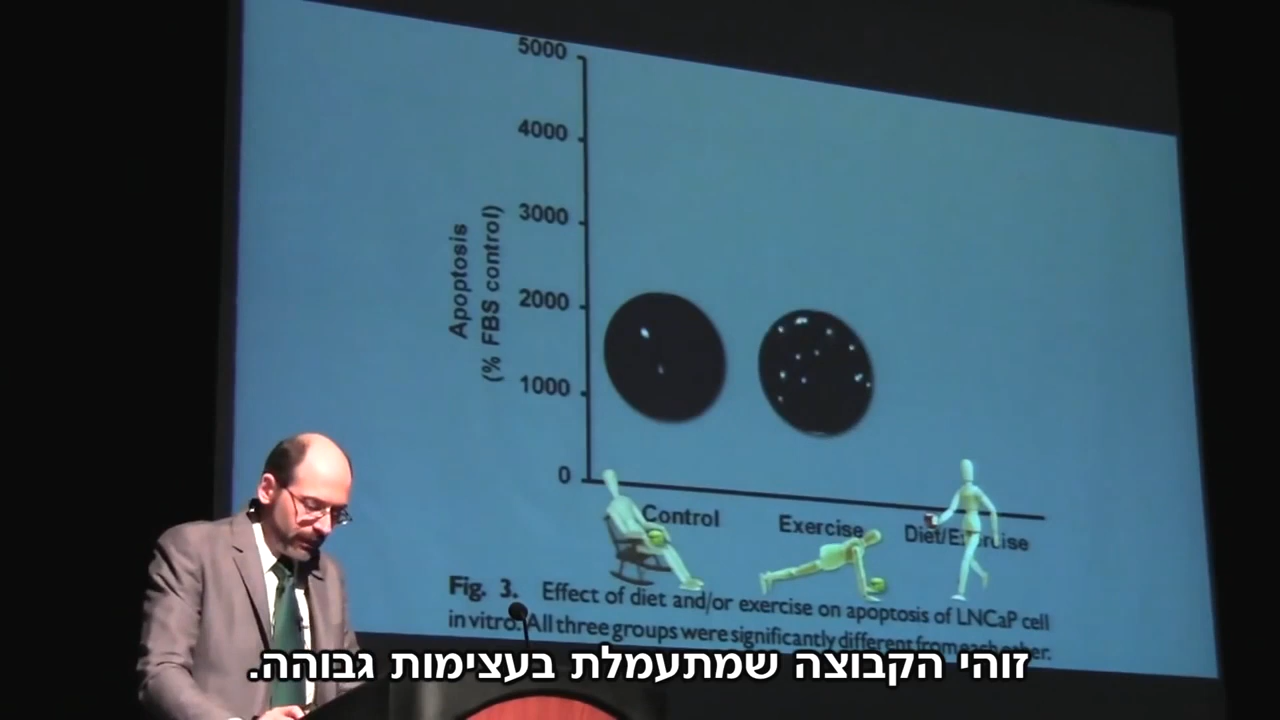 5000
4000
3000
2000
1000
0
Apoptosis
(% FBS control)
Control
Exercise
Diet/Exercise
Fig. 3. Effect of diet and/or exercise on apoptosis of LNCaP cell
in vitro. All three groups were significantly different from each other.
זוהי הקבוצה שמתעמלת בעצימות גבוהה.